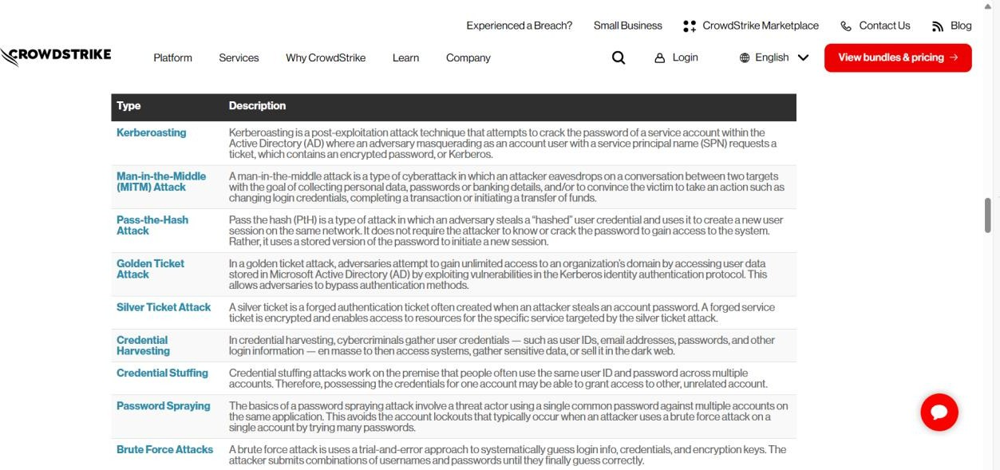 Experienced a Breach? Small Business CrowdStrike Marketplace Contact Us Blog
CROWDSTRIKE Platform Services Why CrowdStrike Learn Company Login English View bundles & pricing →
Type Description
Kerberoasting Kerberoasting is a post-exploitation attack technique that attempts to crack the password of a service account within the
Active Directory (AD) where an adversary masquerading as an account user with a service principal name (SPN) requests a
ticket, which contains an encrypted password, or Kerberos.
Man-in-the-Middle A man-in-the-middle attack is a type of cyberattack in which an attacker eavesdrops on a conversation between two targets
(MITM) Attack with the goal of collecting personal data, passwords or banking details, and/or to convince the victim to take an action such as
changing login credentials, completing a transaction or initiating a transfer of funds.
Pass-the-Hash Pass the hash (PtH) is a type of attack in which an adversary steals a “hashed” user credential and uses it to create a new user
Attack session on the same network. It does not require the attacker to know or crack the password to gain access to the system.
Rather, it uses a stored version of the password to initiate a new session.
Golden Ticket In a golden ticket attack, adversaries attempt to gain unlimited access to an organization’s domain by accessing user data
Attack stored in Microsoft Active Directory (AD) by exploiting vulnerabilities in the Kerberos identity authentication protocol. This
allows adversaries to bypass authentication methods.
Silver Ticket Attack A silver ticket is a forged authentication ticket often created when an attacker steals an account password. A forged service
ticket is encrypted and enables access to resources for the specific service targeted by the silver ticket attack.
Credential In credential harvesting, cybercriminals gather user credentials — such as user IDs, email addresses, passwords, and other
Harvesting login information — en masse to then access systems, gather sensitive data, or sell it in the dark web.
Credential Stuffing Credential stuffing attacks work on the premise that people often use the same user ID and password across multiple
accounts. Therefore, possessing the credentials for one account may be able to grant access to other, unrelated account.
Password Spraying The basics of a password spraying attack involve a threat actor using a single common password against multiple accounts on
the same application. This avoids the account lockouts that typically occur when an attacker uses a brute force attack on a
single account by trying many passwords.
Brute Force Attacks A brute force attack is uses a trial-and-error approach to systematically guess login info, credentials, and encryption keys. The
attacker submits combinations of usernames and passwords until they finally guess correctly.